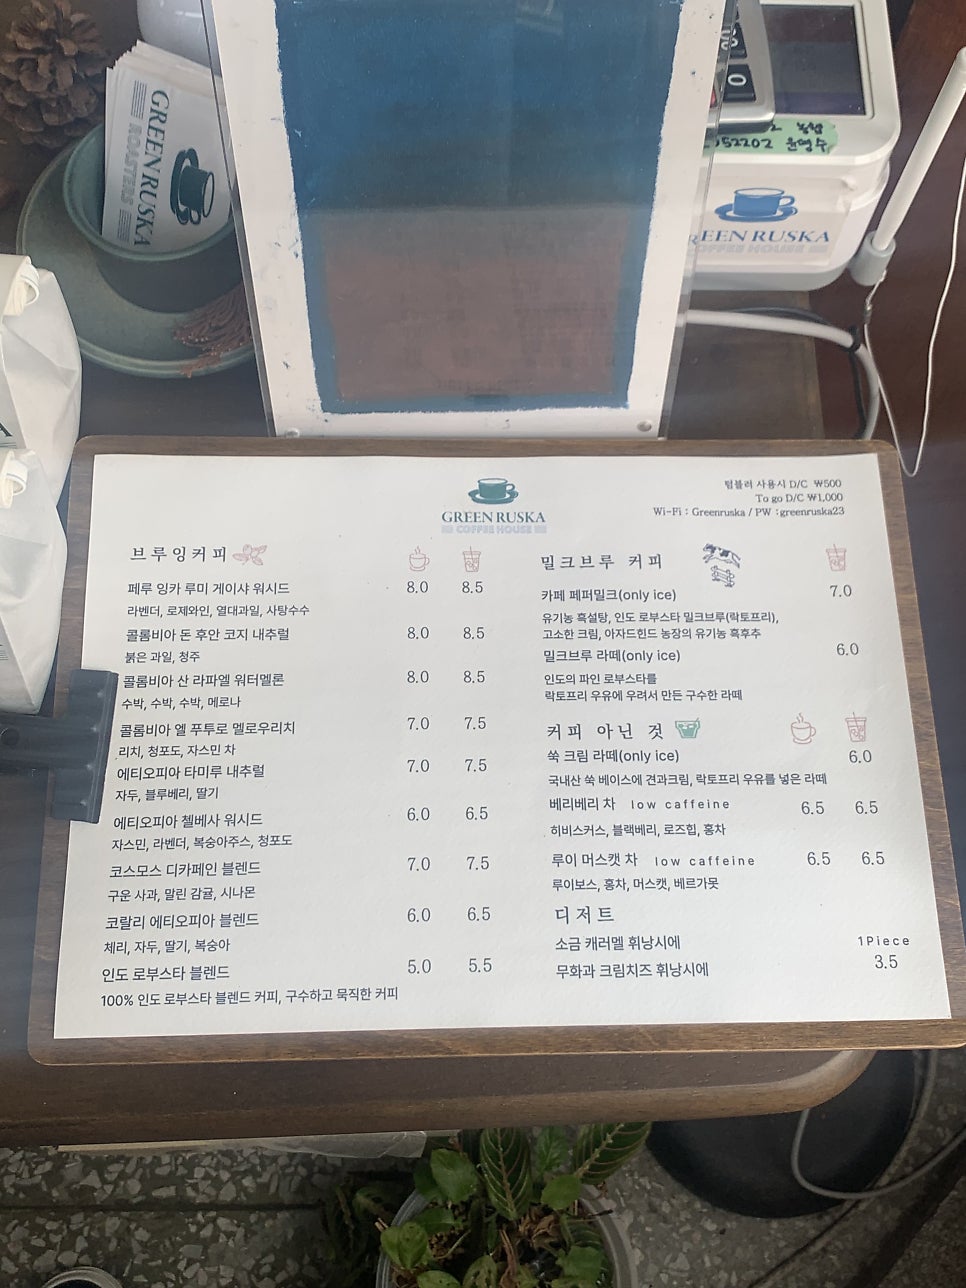 GREEN RUSKA
ROASTERS
농협
윤영수
GREEN RUSKA
COFFEE HOUSE
GREEN RUSKA
COFFEE HOUSE
텀블러 사용시 D/C ₩500
To go D/C ₩1,000
Wi-Fi : Greenruska / PW :greenruska23
브루잉커피
페루 잉카 루미 게이샤 워시드 8.0 8.5
라벤더, 로제와인, 열대과일, 사탕수수
콜롬비아 돈 후안 코지 내추럴 8.0 8.5
붉은 과일, 청주
콜롬비아 산 라파엘 워터멜론 8.0 8.5
수박, 수박, 수박, 메로나
콜롬비아 엘 푸투로 멜로우리치 7.0 7.5
리치, 청포도, 자스민 차
에티오피아 타미루 내추럴 7.0 7.5
자두, 블루베리, 딸기
에티오피아 첼베사 워시드 6.0 6.5
자스민, 라벤더, 복숭아주스, 청포도
코스모스 디카페인 블렌드 7.0 7.5
구운 사과, 말린 감귤, 시나몬
코랄리 에티오피아 블렌드 6.0 6.5
체리, 자두, 딸기, 복숭아
인도 로부스타 블렌드 5.0 5.5
100% 인도 로부스타 블렌드 커피, 구수하고 묵직한 커피
밀크브루 커피
카페 페퍼밀크(only ice) 7.0
유기농 흑설탕, 인도 로부스타 밀크브루(락토프리),
고소한 크림, 아자드힌드 농장의 유기농 흑후추
밀크브루 라떼(only ice) 6.0
인도의 파인 로부스타를
락토프리 우유에 우려서 만든 구수한 라떼
커피 아닌 것
쑥 크림 라떼(only ice) 6.0
국내산 쑥 베이스에 견과크림, 락토프리 우유를 넣은 라떼
베리베리 차 low caffeine 6.5 6.5
히비스커스, 블랙베리, 로즈힙, 홍차
루이 머스캣 차 low caffeine 6.5 6.5
루이보스, 홍차, 머스캣, 베르가못
디저트
소금 캐러멜 휘낭시에 1Piece
무화과 크림치즈 휘낭시에 3.5